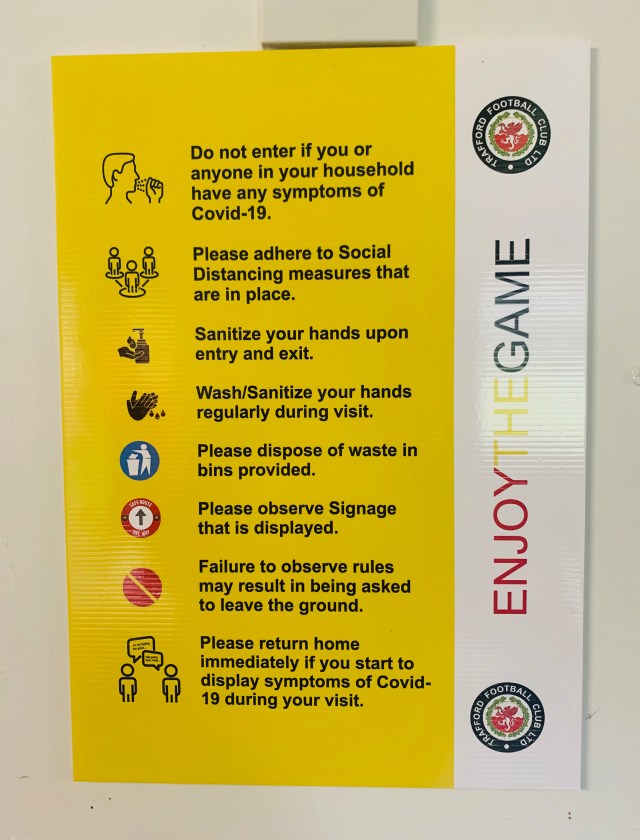 Do not enter if you or
anyone in your household
have any symptoms of
Covid-19.
Please adhere to Social
Distancing measures that
are in place.
Sanitize your hands upon
entry and exit.
Wash/Sanitize your hands
regularly during visit.
Please dispose of waste in
bins provided.
Please observe Signage
that is displayed.
Failure to observe rules
may result in being asked
to leave the ground.
Please return home
immediately if you start to
display symptoms of Covid-
19 during your visit.
TRAFFORD FOOTBALL CLUB LTD
ENJOYTHEGAME
TRAFFORD FOOTBALL CLUB LTD